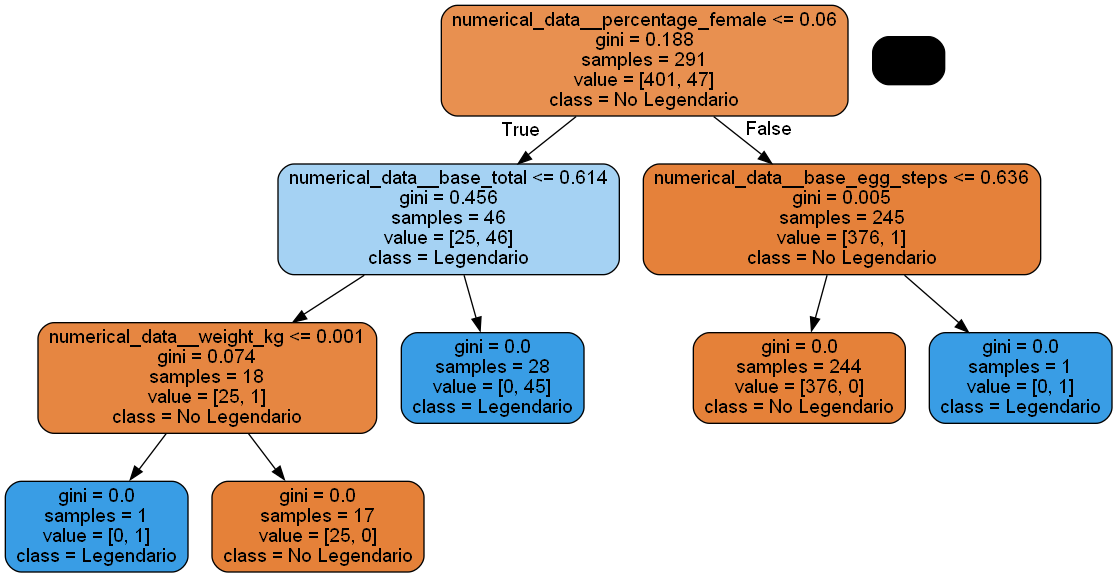 numerical_data__percentage_female <= 0.06
gini = 0.188
samples = 291
value = [401, 47]
class = No Legendario
True
False
numerical_data__base_total <= 0.614
gini = 0.456
samples = 46
value = [25, 46]
class = Legendario
numerical_data__base_egg_steps <= 0.636
gini = 0.005
samples = 245
value = [376, 1]
class = No Legendario
numerical_data__weight_kg <= 0.001
gini = 0.074
samples = 18
value = [25, 1]
class = No Legendario
gini = 0.0
samples = 28
value = [0, 45]
class = Legendario
gini = 0.0
samples = 244
value = [376, 0]
class = No Legendario
gini = 0.0
samples = 1
value = [0, 1]
class = Legendario
gini = 0.0
samples = 1
value = [0, 1]
class = Legendario
gini = 0.0
samples = 17
value = [25, 0]
class = No Legendario